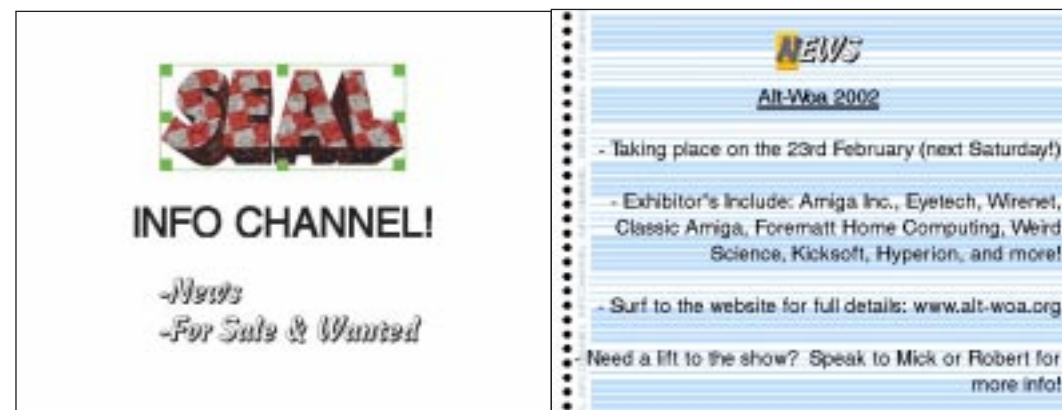 SEAL
INFO CHANNEL!
-News
-For Sale & Wanted
NEWS
Alt-Woa 2002
- Taking place on the 23rd February (next Saturday!)
- Exhibitor's Include: Amiga Inc., Eyetech, Wirenet,
Classic Amiga, Forematt Home Computing, Weird
Science, Kicksoft, Hyperion, and more!
- Surf to the website for full details: www.alt-woa.org
- Need a lift to the show? Speak to Mick or Robert for
more info!